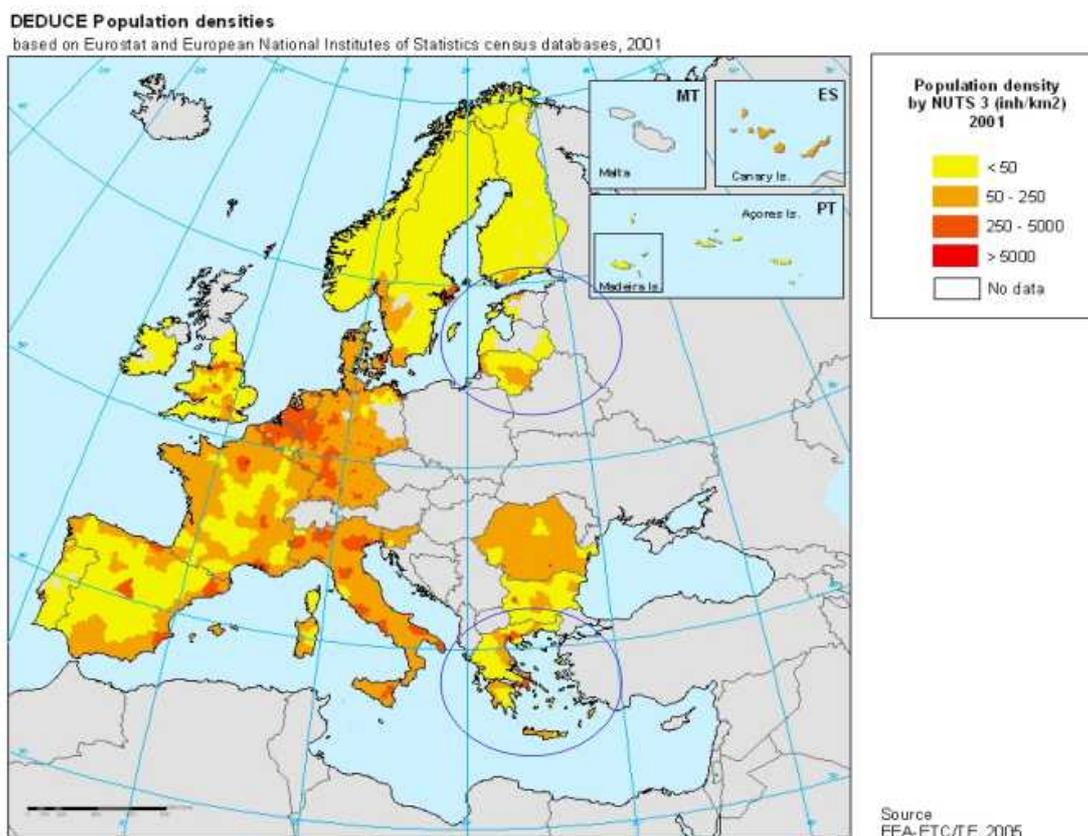 DEDUCE Population densities
based on Eurostat and European National Institutes of Statistics census databases, 2001
MT
ES
Malta
Canary Is.
Açores Is.
PT
Madeira Is.
Population density
by NUTS 3 (inh/km2)
2001
< 50
50 - 250
250 - 5000
> 5000
No data
Source
EEA-ETC/TE, 2005